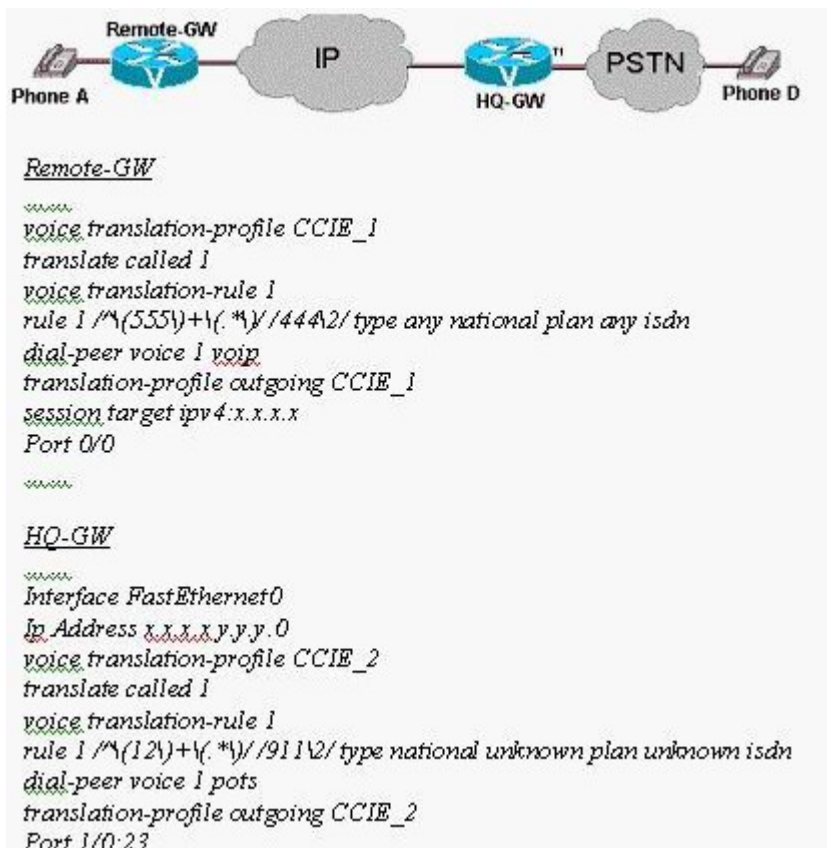 Remote-GW
IP
PSTN
Phone A
HQ-GW
Phone D
Remote-GW
voice translation-profile CCIE_1
translate called 1
voice translation-rule 1
rule 1 /^\(555\)+\(.*\)/ /444\2/ type any national plan any isdn
dial-peer voice 1 voip
translation-profile outgoing CCIE_1
session target ipv4:x.x.x.x
Port 0/0
HQ-GW
Interface FastEthernet0
Ip Address x.x.x.x y.y.y.0
voice translation-profile CCIE_2
translate called 1
voice translation-rule 1
rule 1 /^\(12\)+\(.*\)/ /911\2/ type national unknown plan unknown isdn
dial-peer voice 1 pots
translation-profile outgoing CCIE_2
Port 1/0:23